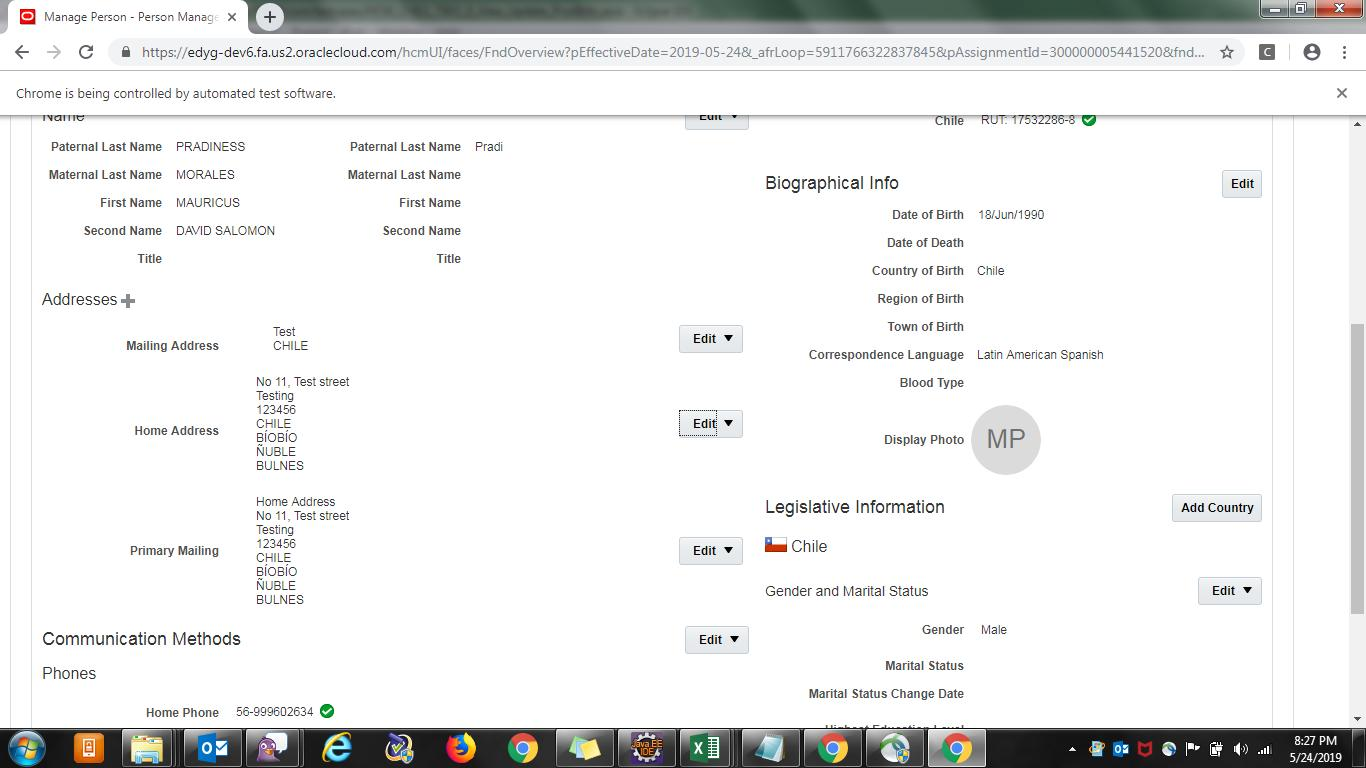 Manage Person - Person Manage
https://edyg-dev6.fa.us2.oraclecloud.com/hcmUI/faces/FndOverview?pEffectiveDate=2019-05-24&_afrLoop=5911766322837845&pAssignmentId=300000005441520&fnd...
C
Chrome is being controlled by automated test software.
Name
Edit
Paternal Last Name PRADINESS Paternal Last Name Pradi
Maternal Last Name MORALES Maternal Last Name
First Name MAURICUS First Name
Second Name DAVID SALOMON Second Name
Title Title
Addresses
Mailing Address
Test
CHILE
Edit
Home Address
No 11, Test street
Testing
123456
CHILE
BÍOBÍO
ÑUBLE
BULNES
Edit
Primary Mailing
Home Address
No 11, Test street
Testing
123456
CHILE
BÍOBÍO
ÑUBLE
BULNES
Edit
Communication Methods
Edit
Phones
Home Phone 56-999602634
Chile RUT: 17532286-8
Biographical Info
Edit
Date of Birth 18/Jun/1990
Date of Death
Country of Birth Chile
Region of Birth
Town of Birth
Correspondence Language Latin American Spanish
Blood Type
Display Photo MP
Legislative Information
Add Country
Chile
Gender and Marital Status
Edit
Gender Male
Marital Status
Marital Status Change Date
Highest Education Level
Java EE
IDE
8:27 PM
5/24/2019